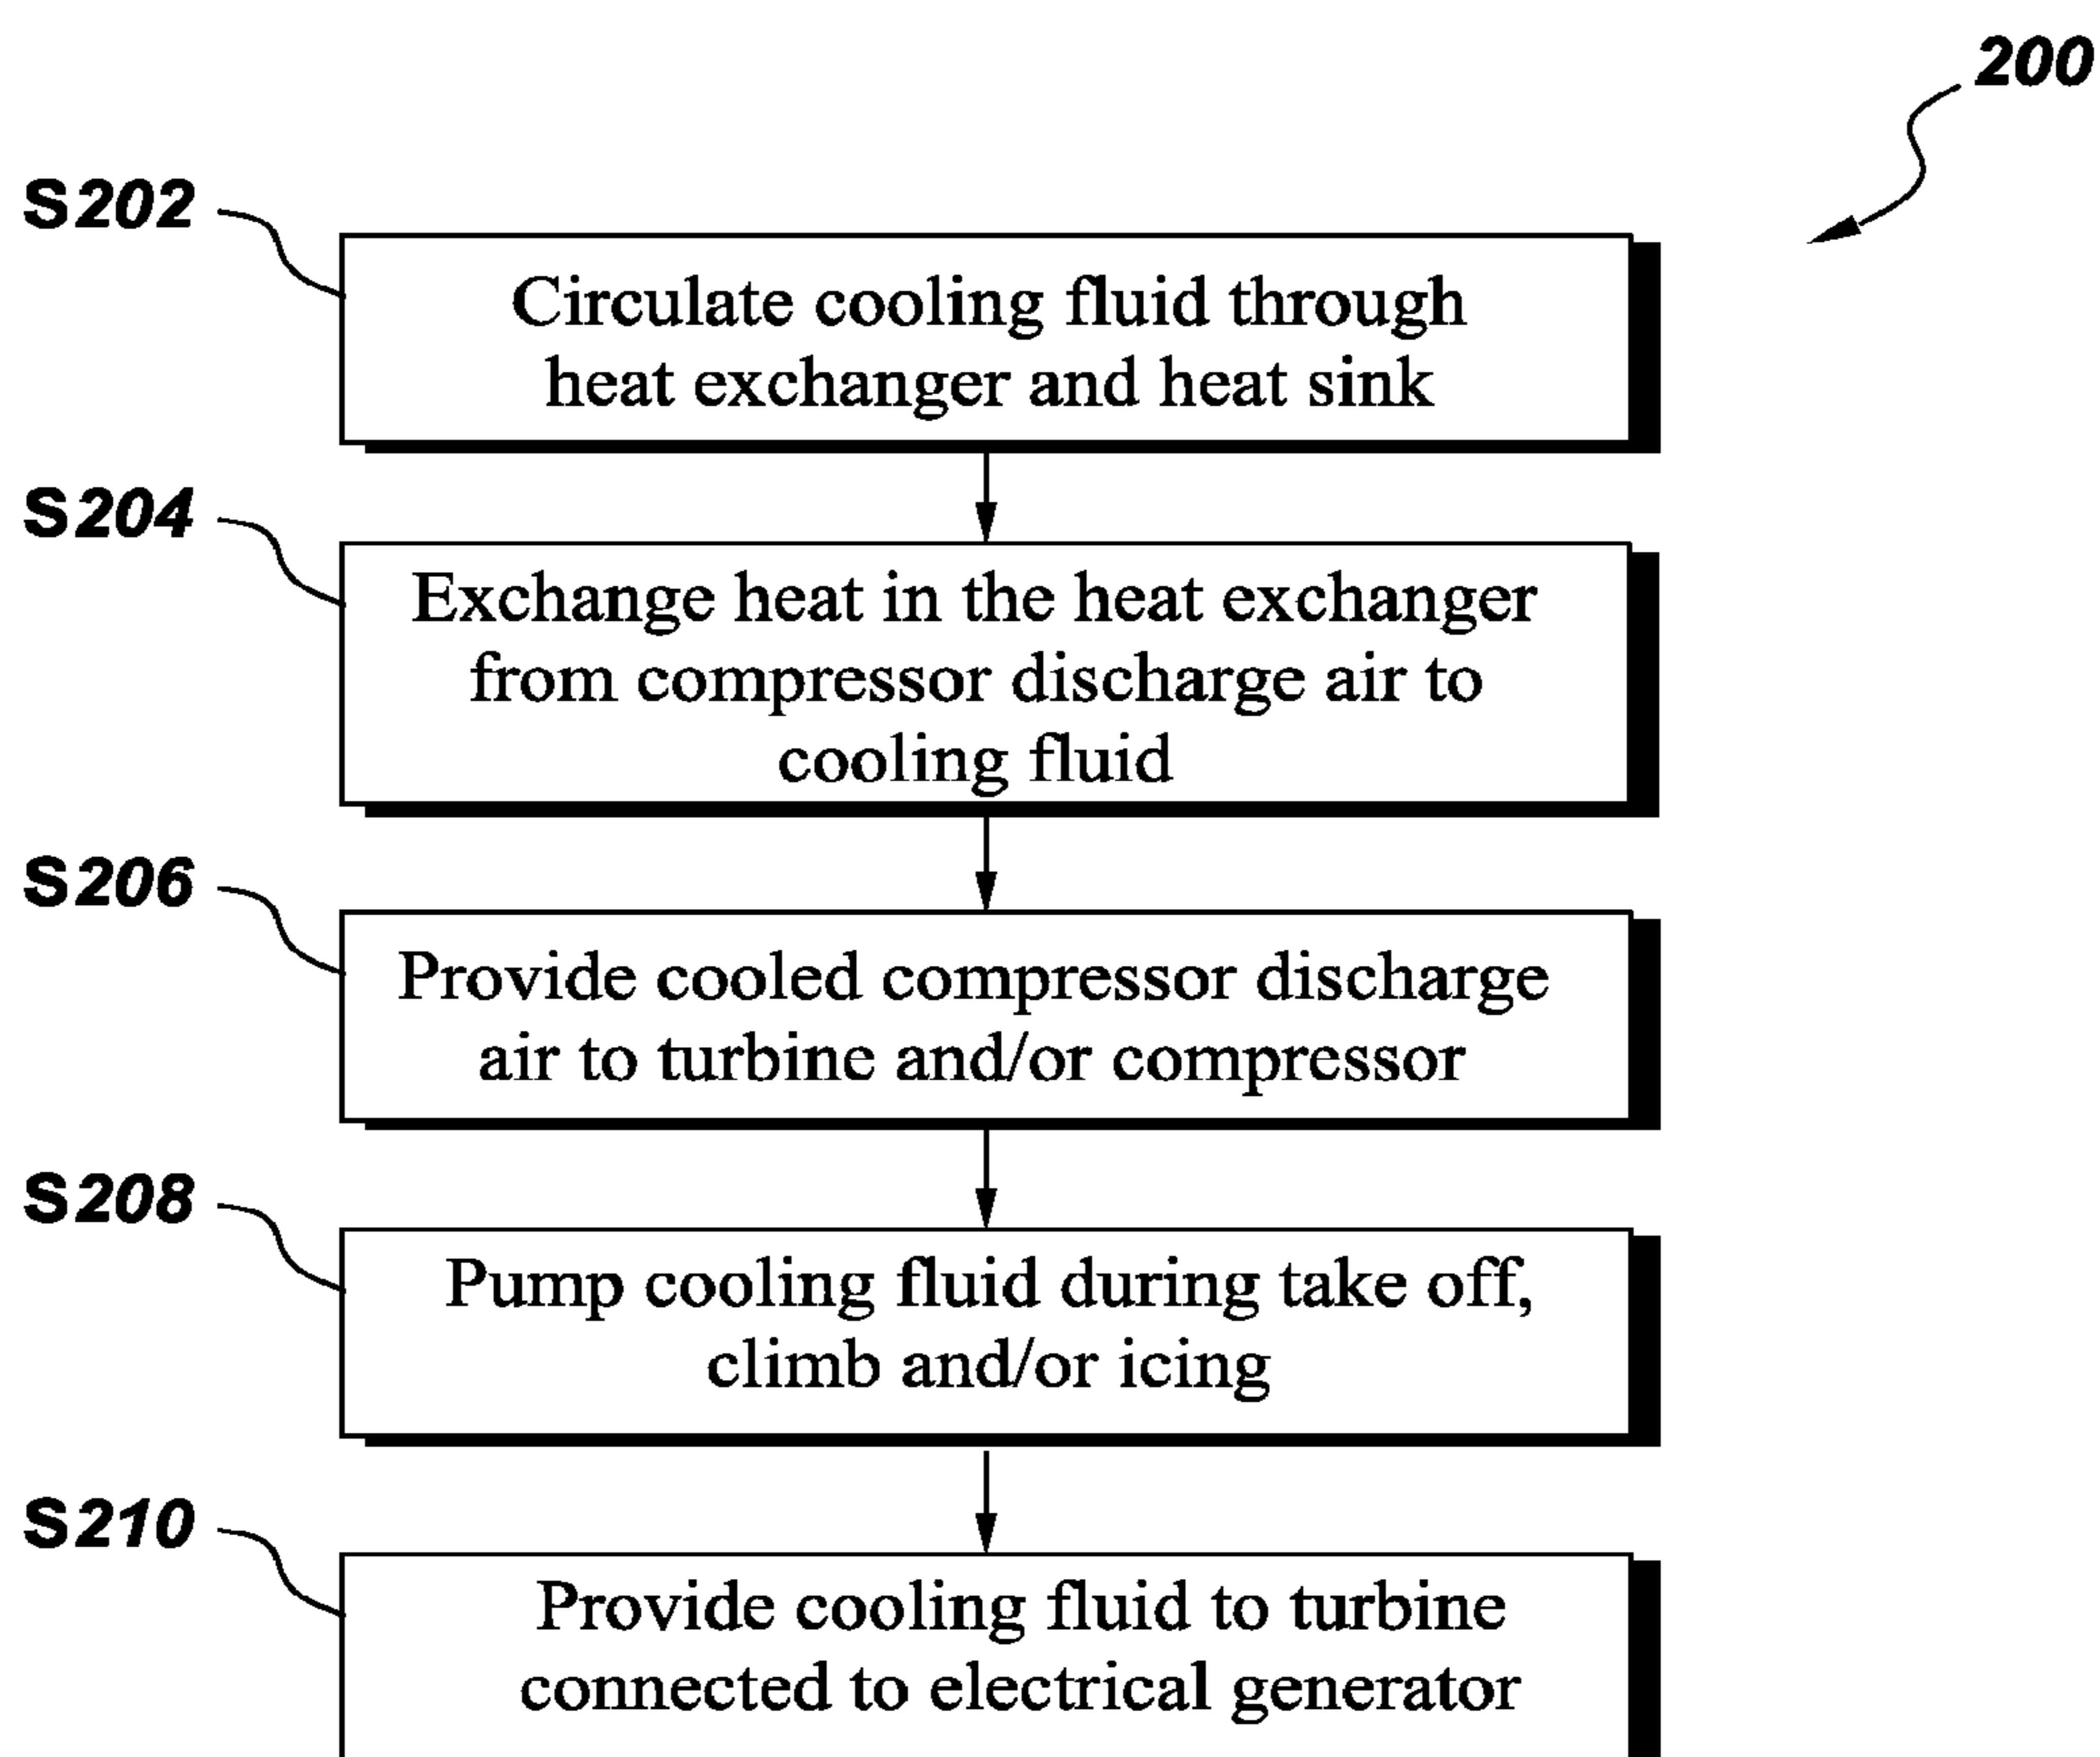 200
S202
Circulate cooling fluid through
heat exchanger and heat sink
S204
Exchange heat in the heat exchanger
from compressor discharge air to
cooling fluid
S206
Provide cooled compressor discharge
air to turbine and/or compressor
S208
Pump cooling fluid during take off,
climb and/or icing
S210
Provide cooling fluid to turbine
connected to electrical generator